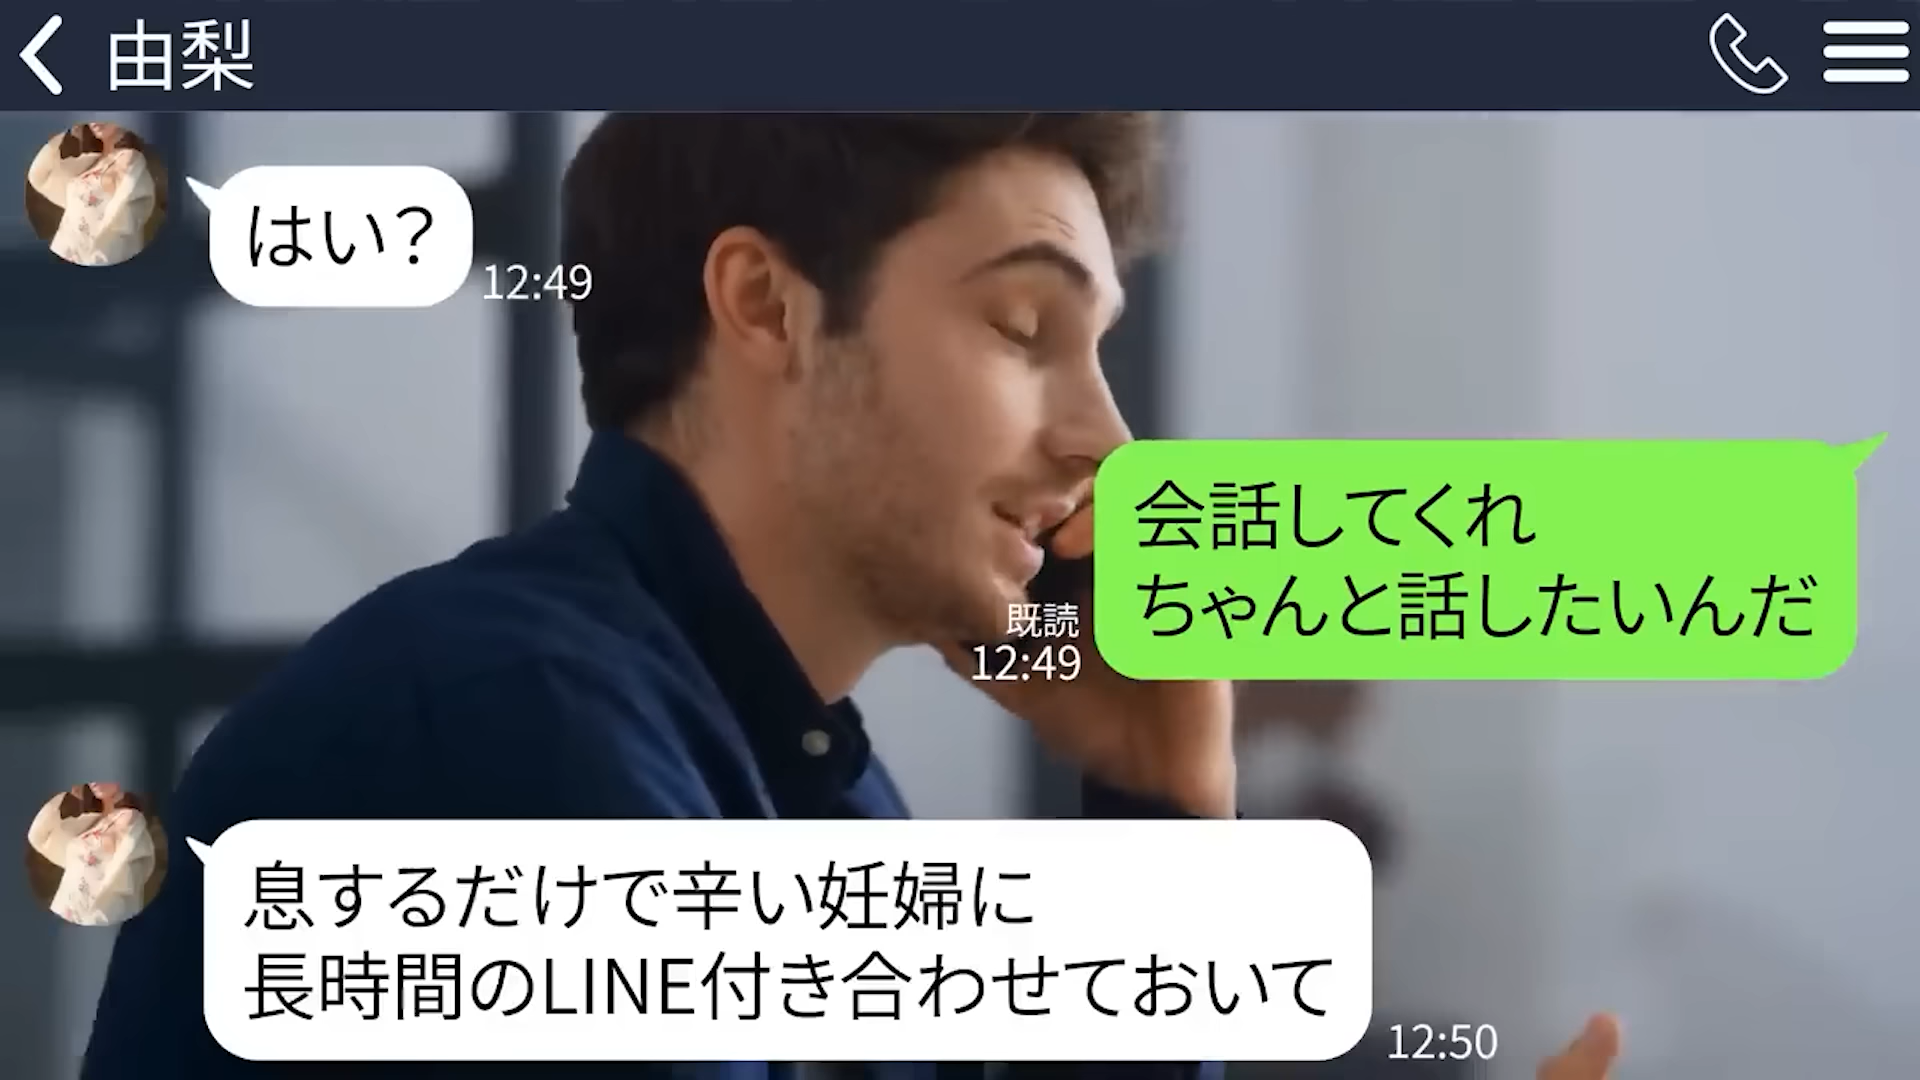 由梨
はい？
12:49
会話してくれ
ちゃんと話したいんだ
既読
12:49
息するだけで辛い妊婦に
長時間のLINE付き合わせておいて
12:50